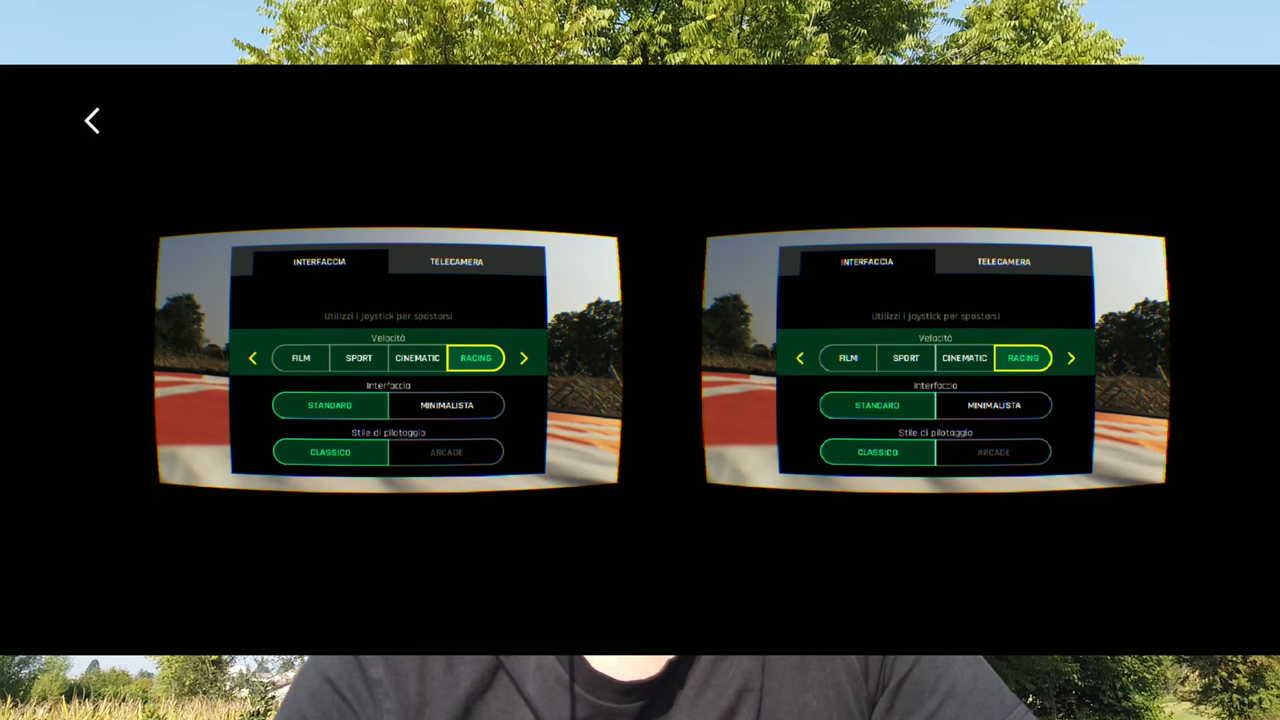 INTERFACCIA TELECAMERA
Utilizzi i joystick per spostarsi
Velocità
FILM SPORT CINEMATIC RACING
Interfaccia
STANDARD MINIMALISTA
Stile di pilotaggio
CLASSICO ARCADE
INTERFACCIA TELECAMERA
Utilizzi i joystick per spostarsi
Velocità
FILM SPORT CINEMATIC RACING
Interfaccia
STANDARD MINIMALISTA
Stile di pilotaggio
CLASSICO ARCADE